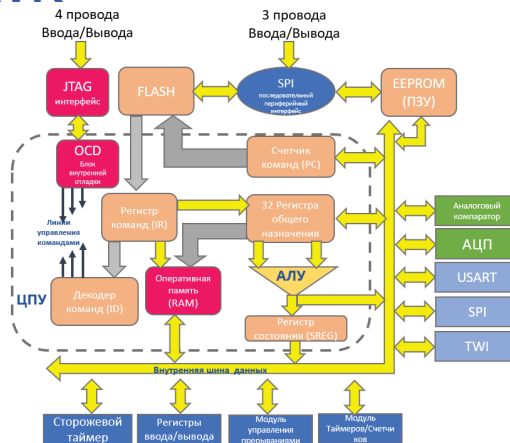 4 провода
Ввода/Вывода
3 провода
Ввода/Вывода
JTAG
интерфейс
FLASH
SPI
последовательный
периферийный
интерфейс
EEPROM
(ПЗУ)
OCD
Блок
внутренней
отладки
Счетчик
команд (PC)
Линии
управления
командами
Регистр
команд (IR)
32 Регистра
общего
назначения
Аналоговый
компаратор
АЦП
USART
SPI
TWI
ЦПУ
Декодер
команд (ID)
Оперативная
память
(RAM)
АЛУ
Регистр
состояния (SREG)
Внутренняя шина данных
Сторожевой
таймер
Регистры
ввода/вывода
Модуль
управления
прерываниями
Модуль
Таймеров/Счетчи
ков